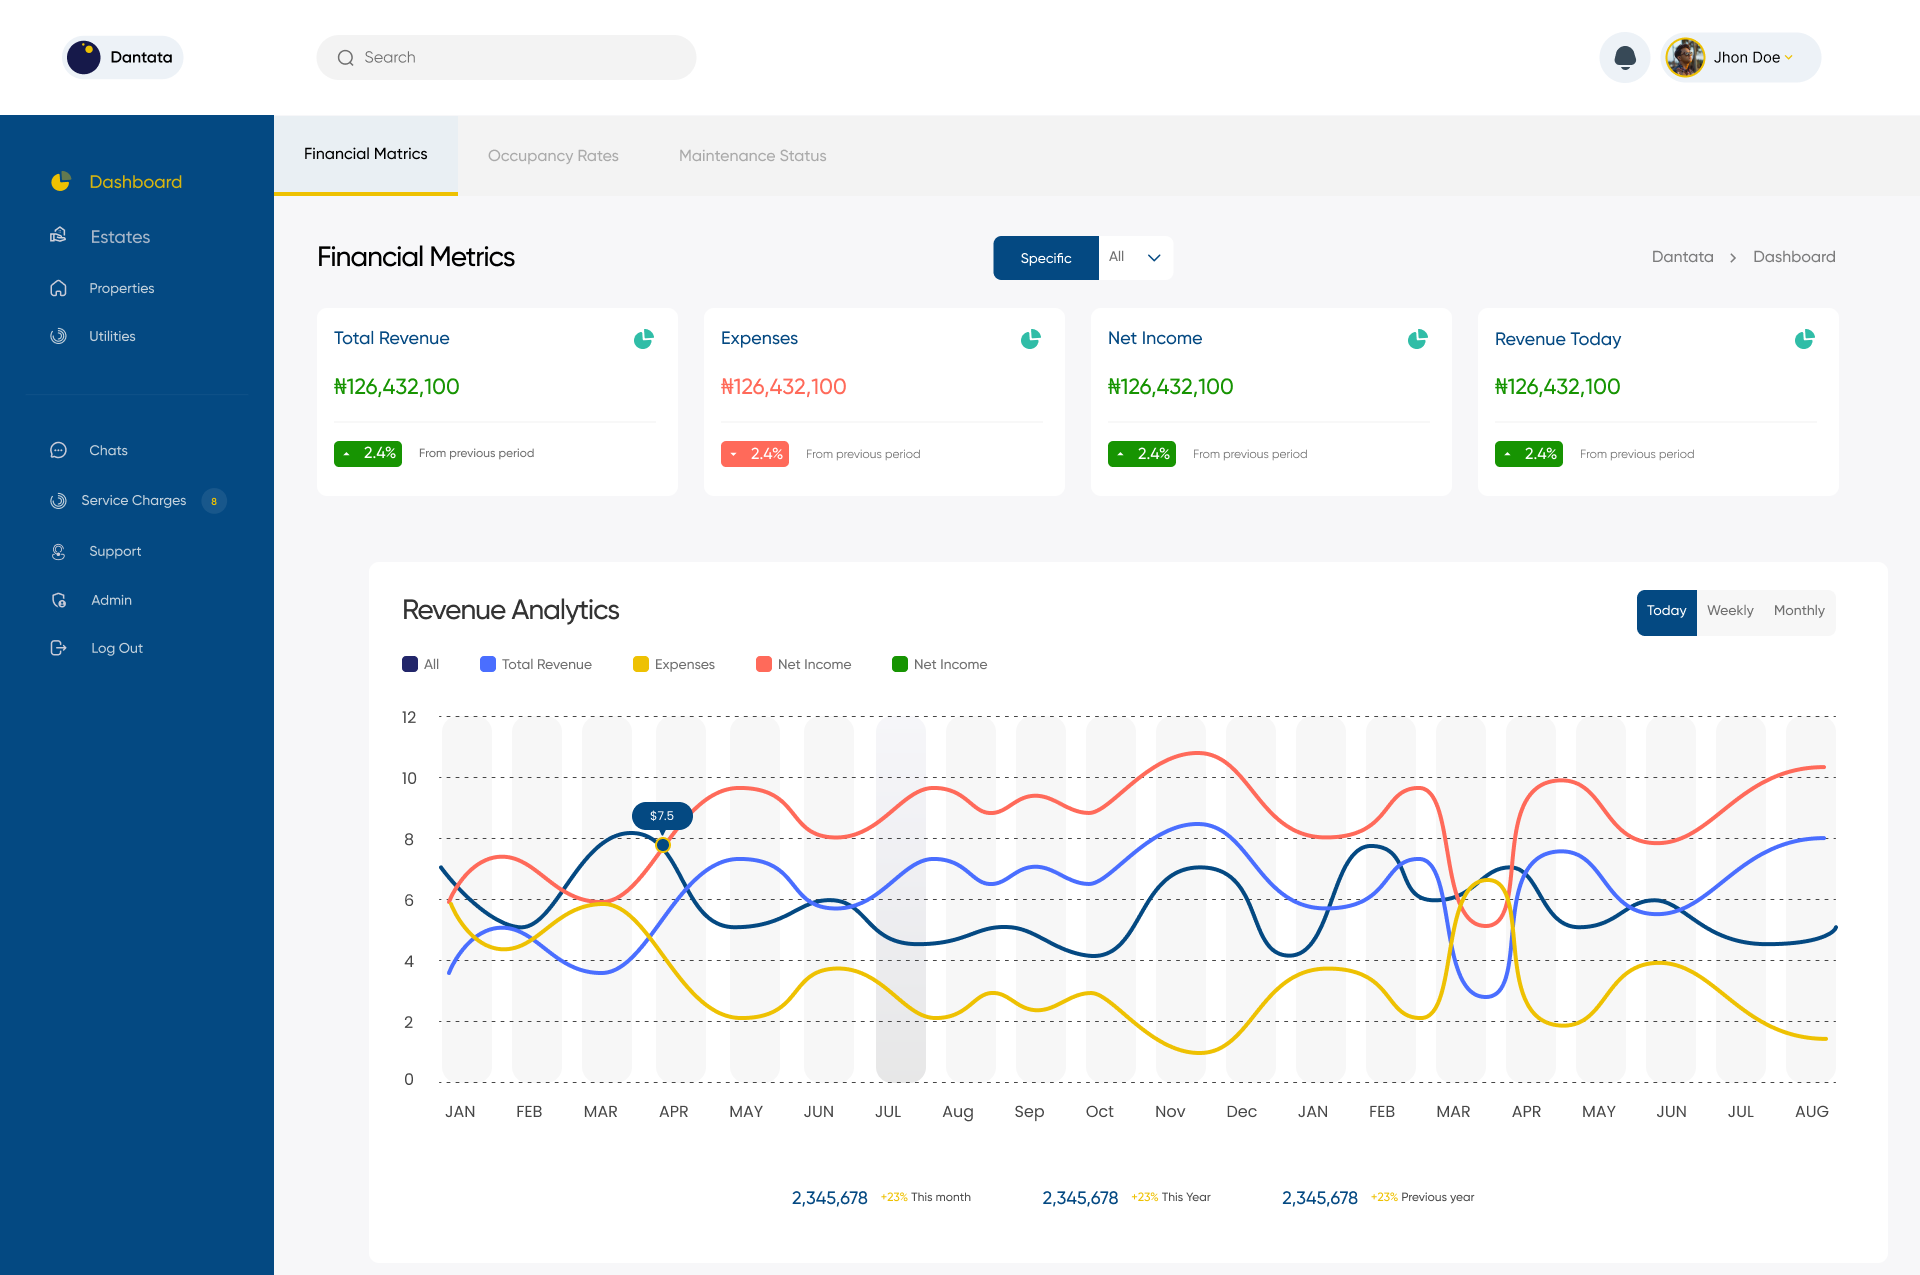 Dantata
Search
Jhon Doe
Dashboard
Estates
Properties
Utilities
Chats
Service Charges 8
Support
Admin
Log Out
Financial Matrics Occupancy Rates Maintenance Status
Financial Metrics
Specific All
Dantata > Dashboard
Total Revenue
₦126,432,100
2.4% From previous period
Expenses
₦126,432,100
2.4% From previous period
Net Income
₦126,432,100
2.4% From previous period
Revenue Today
₦126,432,100
2.4% From previous period
Revenue Analytics
Today Weekly Monthly
All Total Revenue Expenses Net Income Net Income
12
10
8
6
4
2
0
$7.5
JAN FEB MAR APR MAY JUN JUL Aug Sep Oct Nov Dec JAN FEB MAR APR MAY JUN JUL AUG
2,345,678 +23% This month
2,345,678 +23% This Year
2,345,678 +23% Previous year